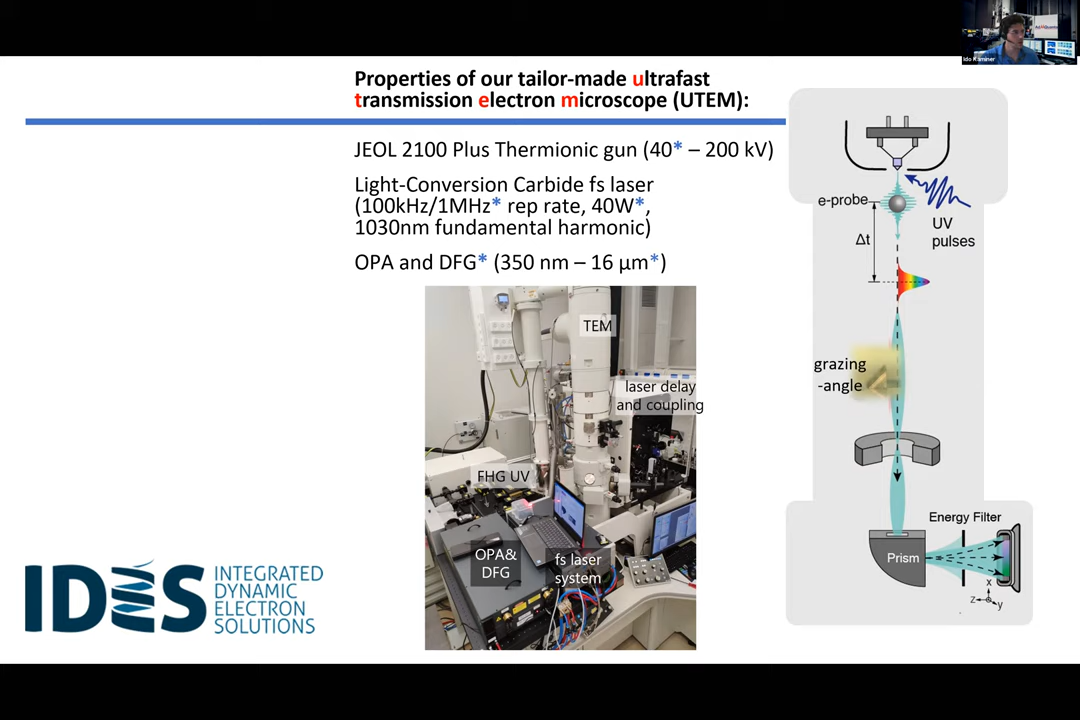 Properties of our tailor-made ultrafast
transmission electron microscope (UTEM):
JEOL 2100 Plus Thermionic gun (40* – 200 kV)
Light-Conversion Carbide fs laser
(100kHz/1MHz* rep rate, 40W*,
1030nm fundamental harmonic)
OPA and DFG* (350 nm – 16 µm*)
TEM
laser delay
and coupling
FHG UV
OPA&
DFG
fs laser
system
IDES
INTEGRATED
DYNAMIC
ELECTRON
SOLUTIONS
Ido Kaminer
e-probe
UV
pulses
Δt
grazing
-angle
Energy Filter
Prism
x
z
y